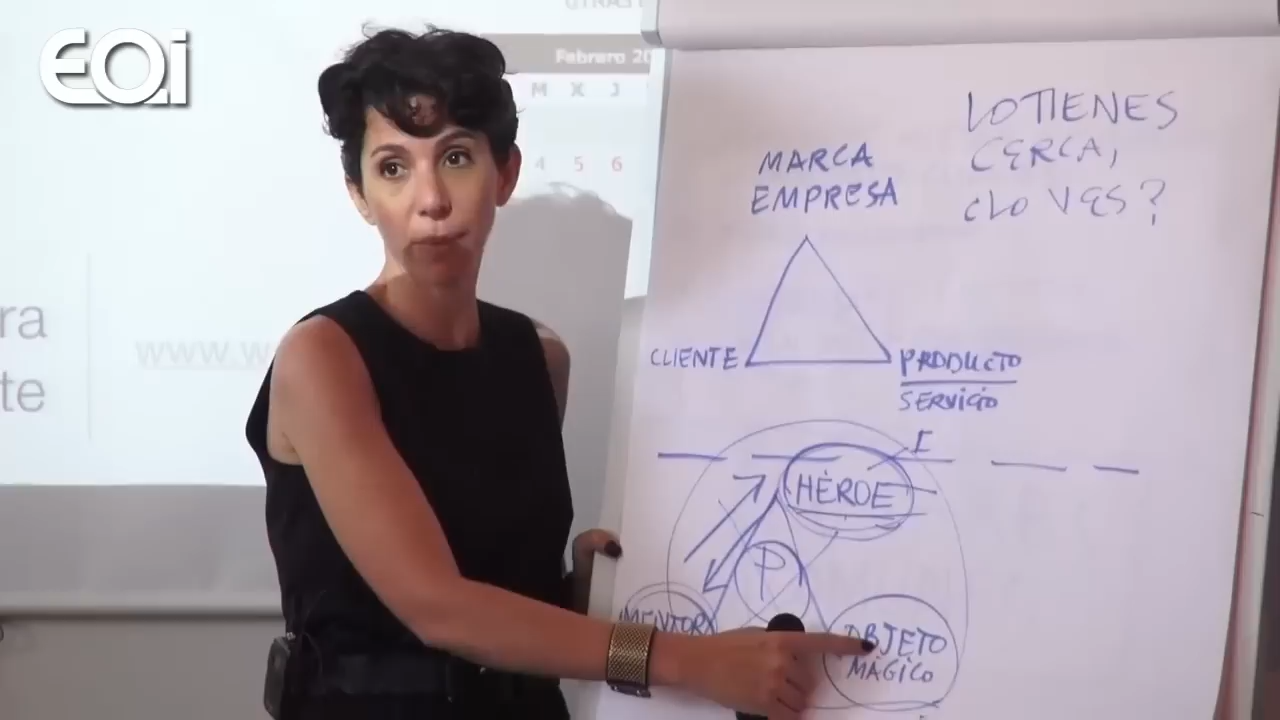 EOi
Febrero 20
M X J
4 5 6
ra
te
www.w
LO TIENES
CERCA,
¿LO VES?
MARCA
EMPRESA
CLIENTE
PRODUCTO
SERVICIO
I
HÉROE
P
MENTOR
OBJETO
MÁGICO